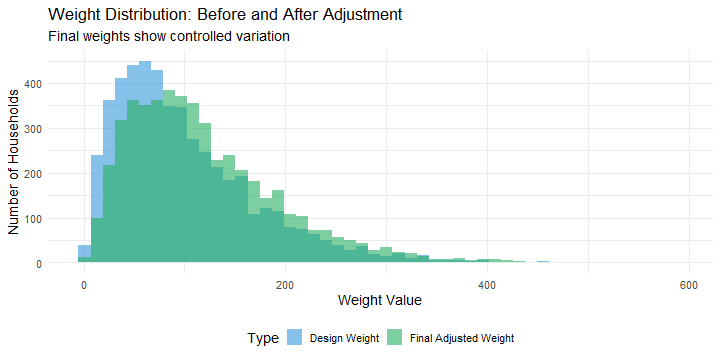 Weight Distribution: Before and After Adjustment
Final weights show controlled variation
Number of Households
400
300
200
100
0
0 200 400 600
Weight Value
Type Design Weight Final Adjusted Weight